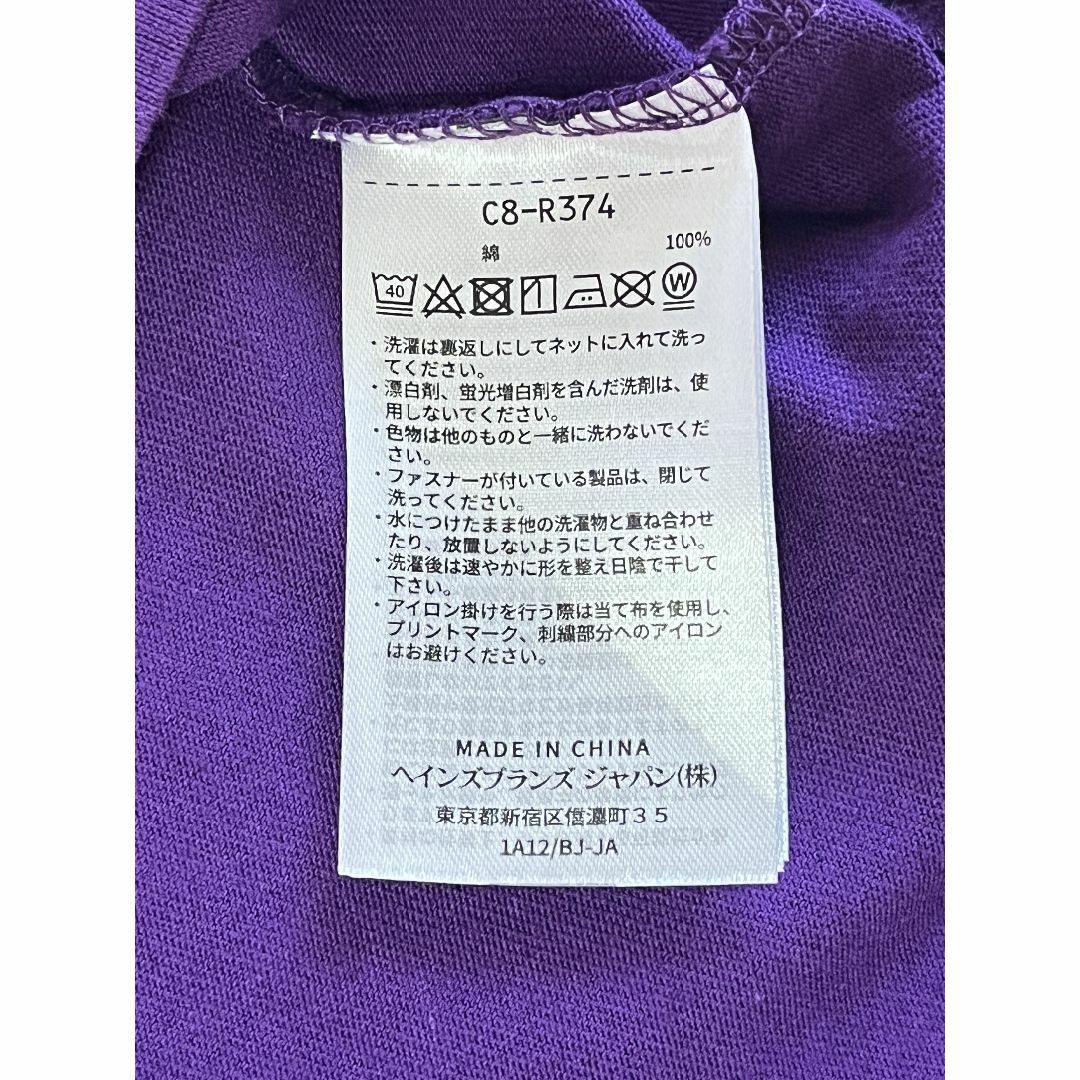 C8-R374
綿 100%
40 W
・洗濯は裏返しにしてネットに入れて洗っ
てください。
・漂白剤、蛍光増白剤を含んだ洗剤は、使
用しないでください。
・色物は他のものと一緒に洗わないでくだ
さい。
・ファスナーが付いている製品は、閉じて
洗ってください。
・水につけたまま他の洗濯物と重ね合わせ
たり、放置しないようにしてください。
・洗濯後は速やかに形を整え日陰で干して
下さい。
・アイロン掛けを行う際は当て布を使用し、
プリントマーク、刺繍部分へのアイロン
はお避けください。
MADE IN CHINA
ヘインズブランズ ジャパン(株)
東京都新宿区信濃町３５
1A12/BJ-JA